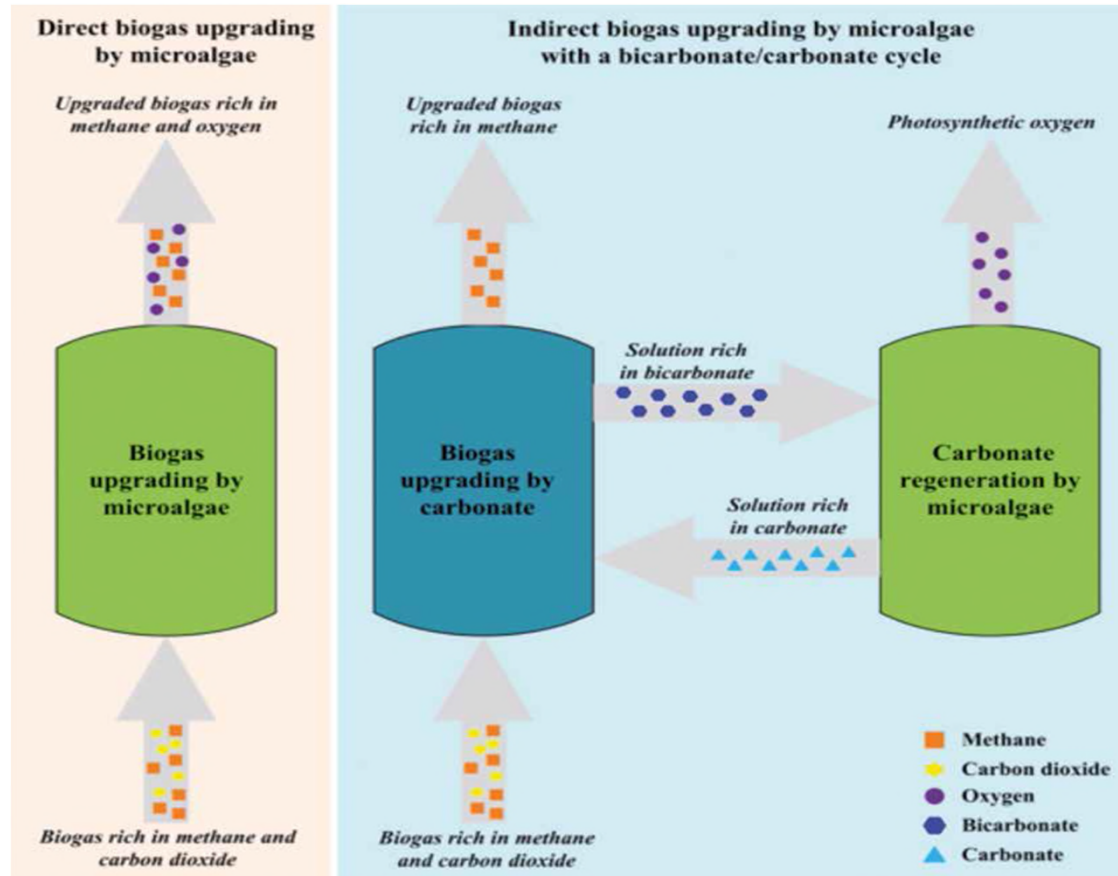 Direct biogas upgrading
by microalgae
Upgraded biogas rich in
methane and oxygen
Biogas
upgrading by
microalgae
Biogas rich in methane and
carbon dioxide
Indirect biogas upgrading by microalgae
with a bicarbonate/carbonate cycle
Upgraded biogas
rich in methane
Photosynthetic oxygen
Solution rich
in bicarbonate
Biogas
upgrading by
carbonate
Carbonate
regeneration by
microalgae
Solution rich
in carbonate
Biogas rich in methane
and carbon dioxide
Methane
Carbon dioxide
Oxygen
Bicarbonate
Carbonate